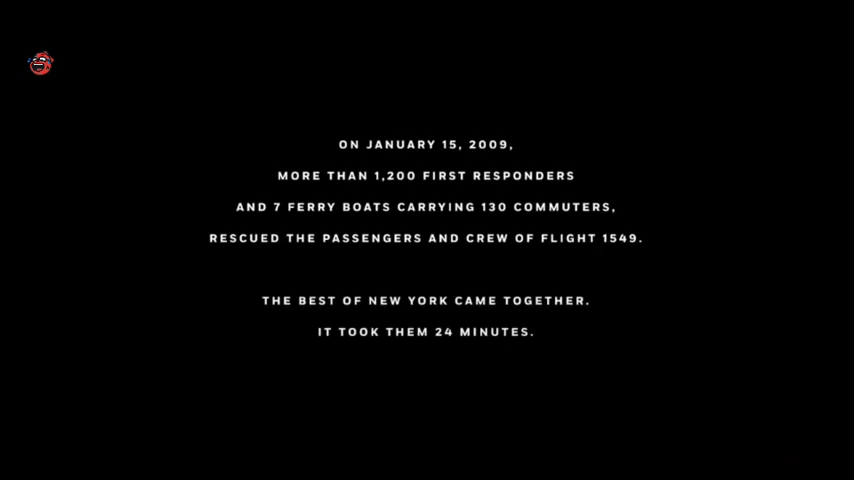 ON JANUARY 15, 2009,
MORE THAN 1,200 FIRST RESPONDERS
AND 7 FERRY BOATS CARRYING 130 COMMUTERS,
RESCUED THE PASSENGERS AND CREW OF FLIGHT 1549.
THE BEST OF NEW YORK CAME TOGETHER.
IT TOOK THEM 24 MINUTES.